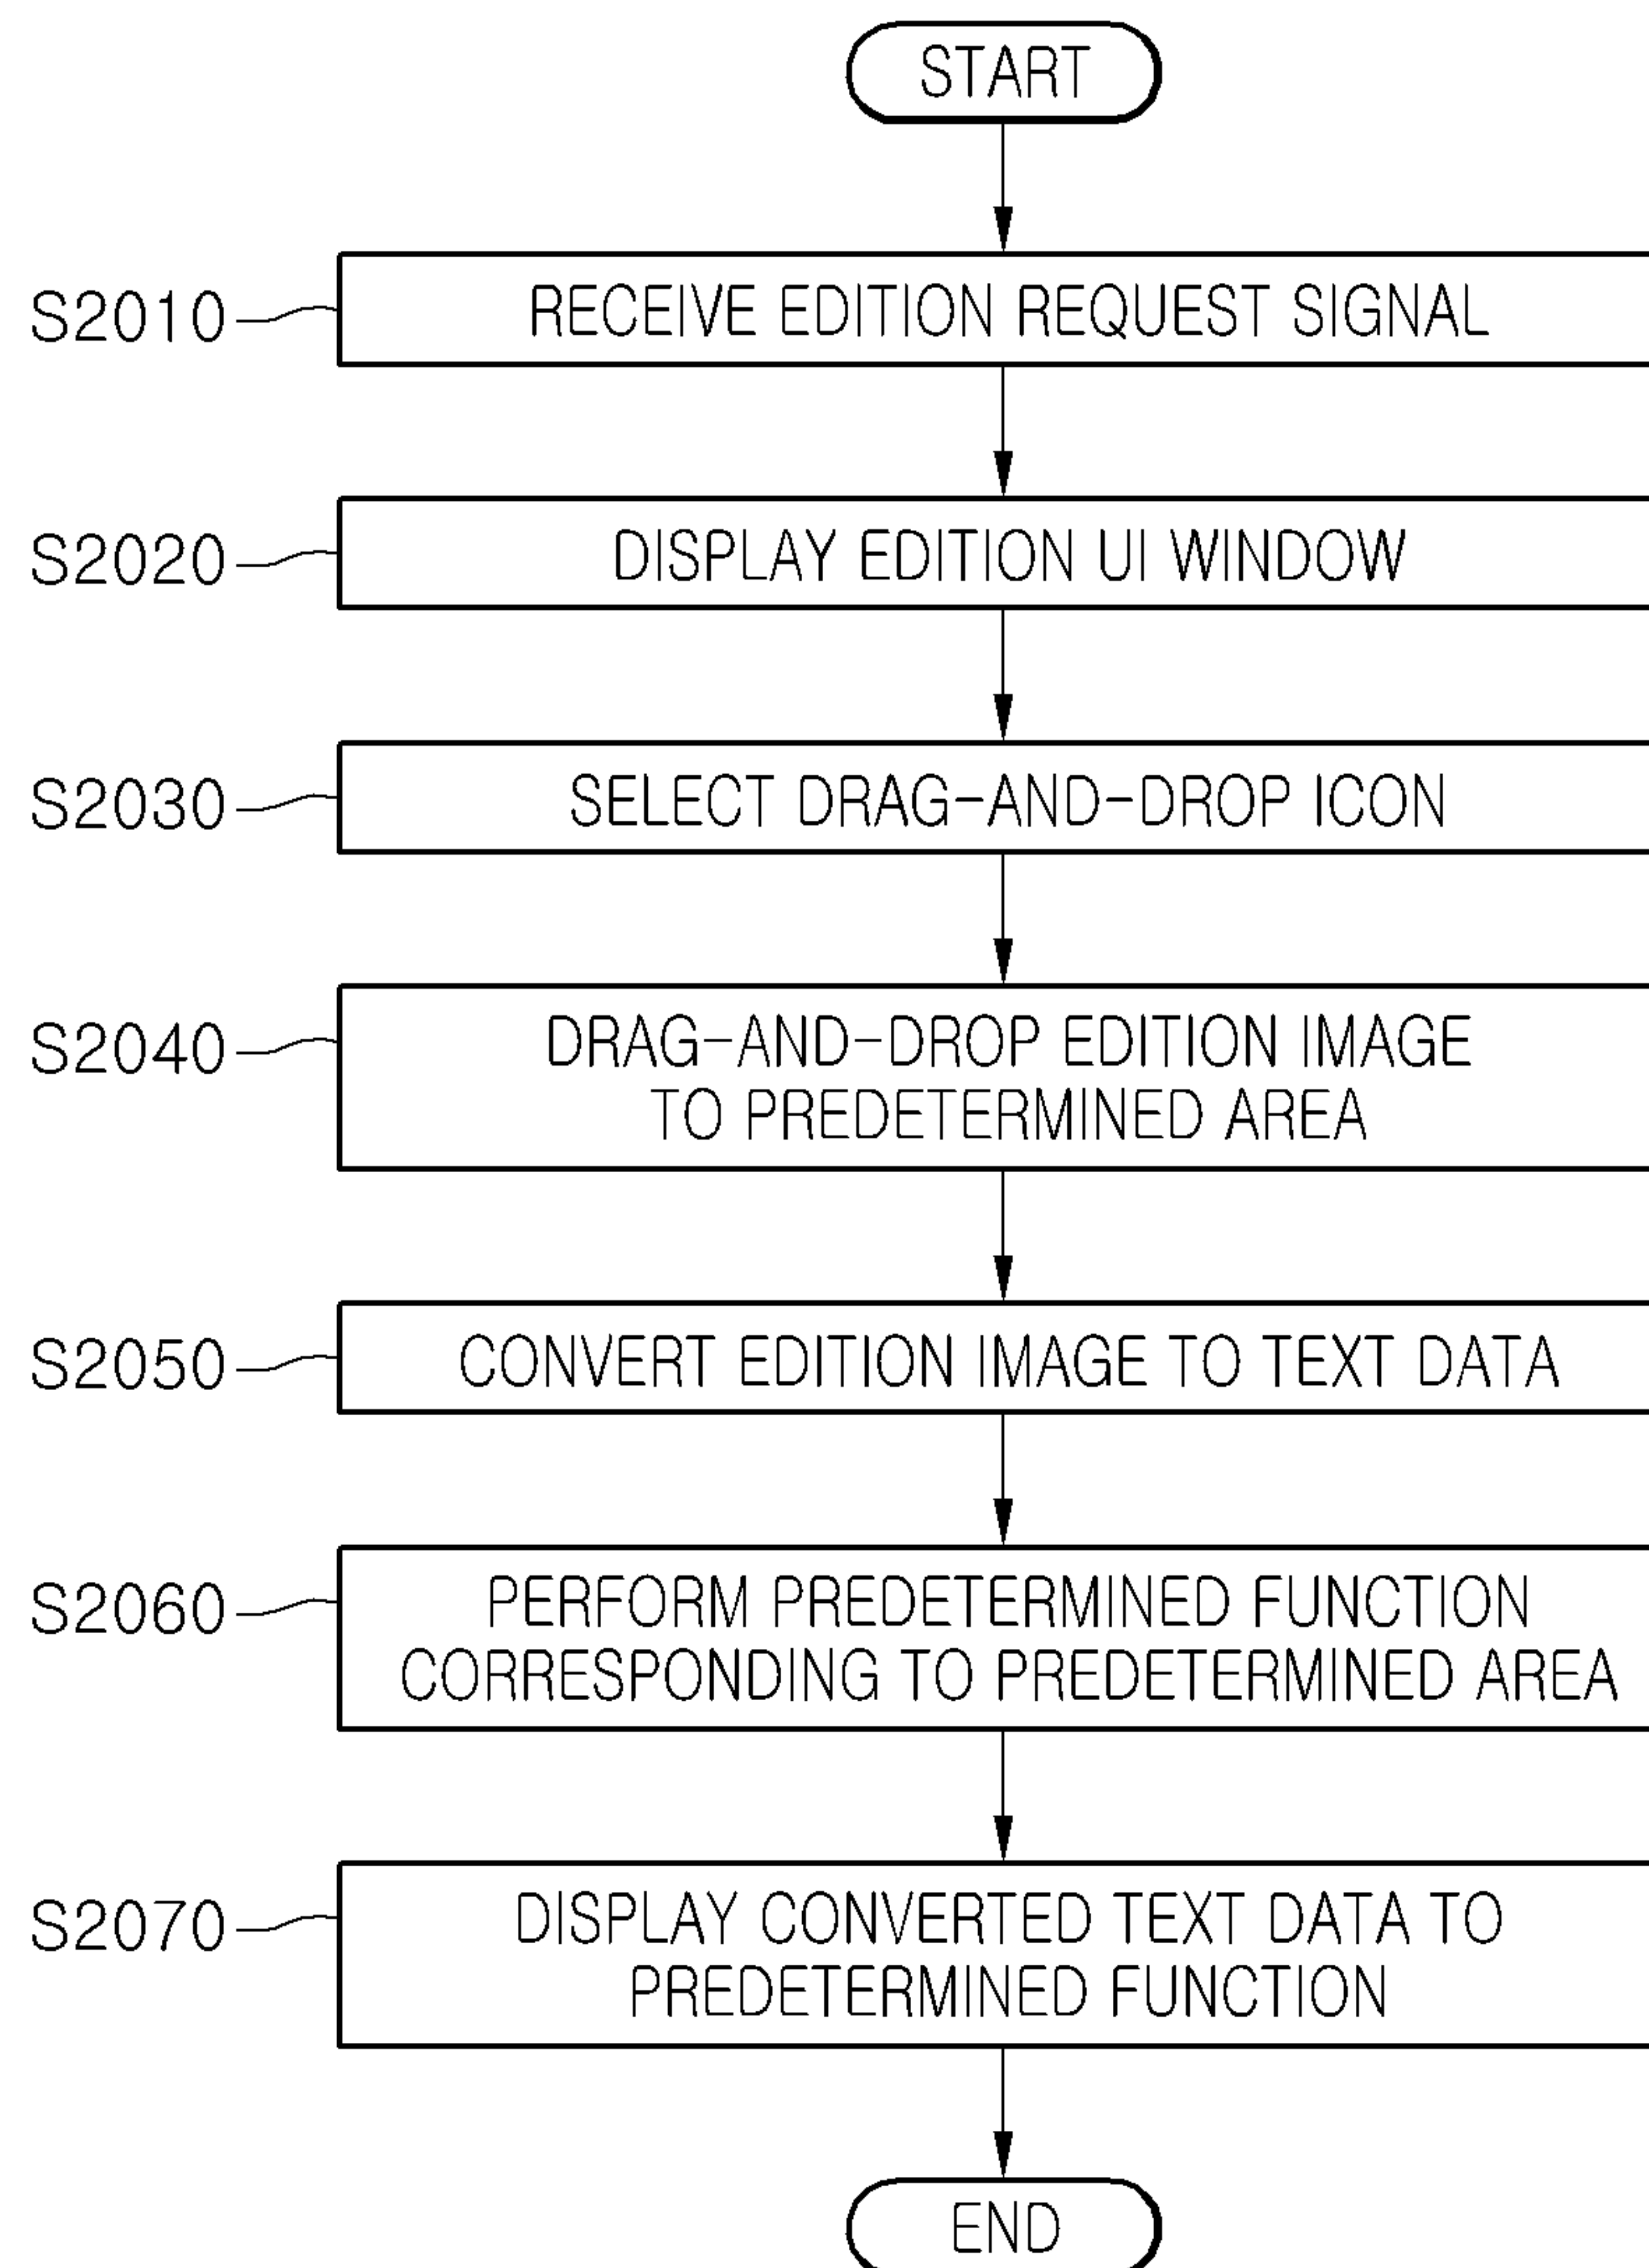 START
S2010
RECEIVE EDITION REQUEST SIGNAL
S2020
DISPLAY EDITION UI WINDOW
S2030
SELECT DRAG-AND-DROP ICON
S2040
DRAG-AND-DROP EDITION IMAGE
TO PREDETERMINED AREA
S2050
CONVERT EDITION IMAGE TO TEXT DATA
S2060
PERFORM PREDETERMINED FUNCTION
CORRESPONDING TO PREDETERMINED AREA
S2070
DISPLAY CONVERTED TEXT DATA TO
PREDETERMINED FUNCTION
END